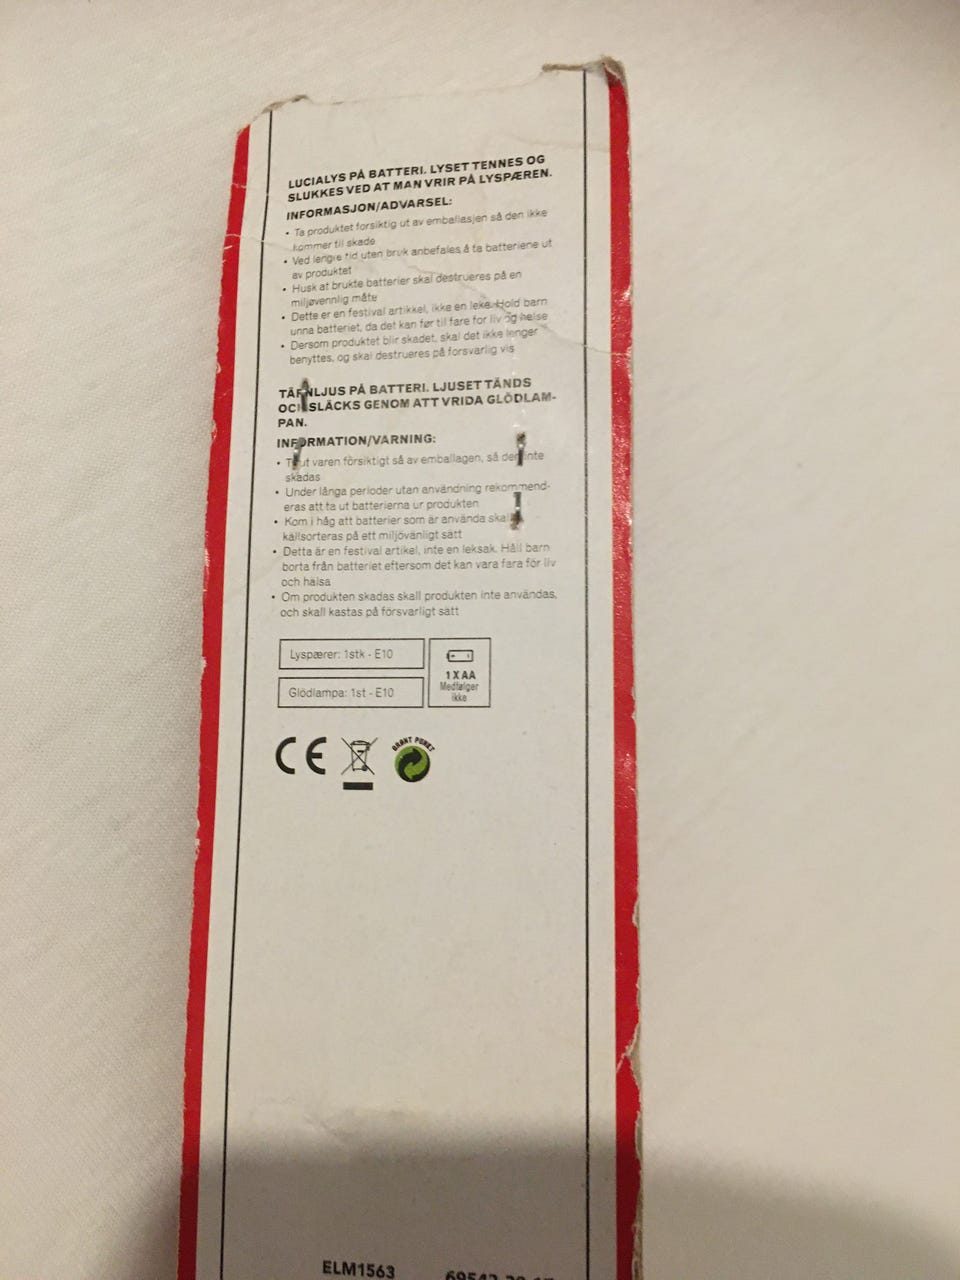 LUCIALYS PÅ BATTERI. LYSET TENNES OG
SLUKKES VED AT MAN VRIR PÅ LYSPÆREN.
INFORMASJON/ADVARSEL:
• Ta produktet forsiktig ut av emballasjen så den ikke
kommer til skade
• Ved lengre tid uten bruk anbefales å ta batteriene ut
av produktet
• Husk at brukte batterier skal destrueres på en
miljøvennlig måte
• Dette er en festival artikkel, ikke en leke. Hold barn
unna batteriet, da det kan før til fare for liv og helse
• Dersom produktet blir skadet, skal det ikke lenger
benyttes, og skal destrueres på forsvarlig vis
TÄRNLJUS PÅ BATTERI. LJUSET TÄNDS
OCH SLÄCKS GENOM ATT VRIDA GLÖDLAM-
PAN.
INFORMATION/VARNING:
• ut varen försiktigt så av emballagen, så den inte
skadas
• Under långa perioder utan användning rekommend-
eras att ta ut batterierna ur produkten
• Kom i håg att batterier som är använda skall
källsorteras på ett miljövänligt sätt
• Detta är en festival artikel, inte en leksak. Håll barn
borta från batteriet eftersom det kan vara fara för liv
och halsa
• Om produkten skadas skall produkten inte användas,
och skall kastas på försvarligt sätt
Lyspærer: 1stk - E10
Glödlampa: 1st - E10
1 X AA
Medfølger
ikke
CE
GRØNT PUNKT
ELM1563